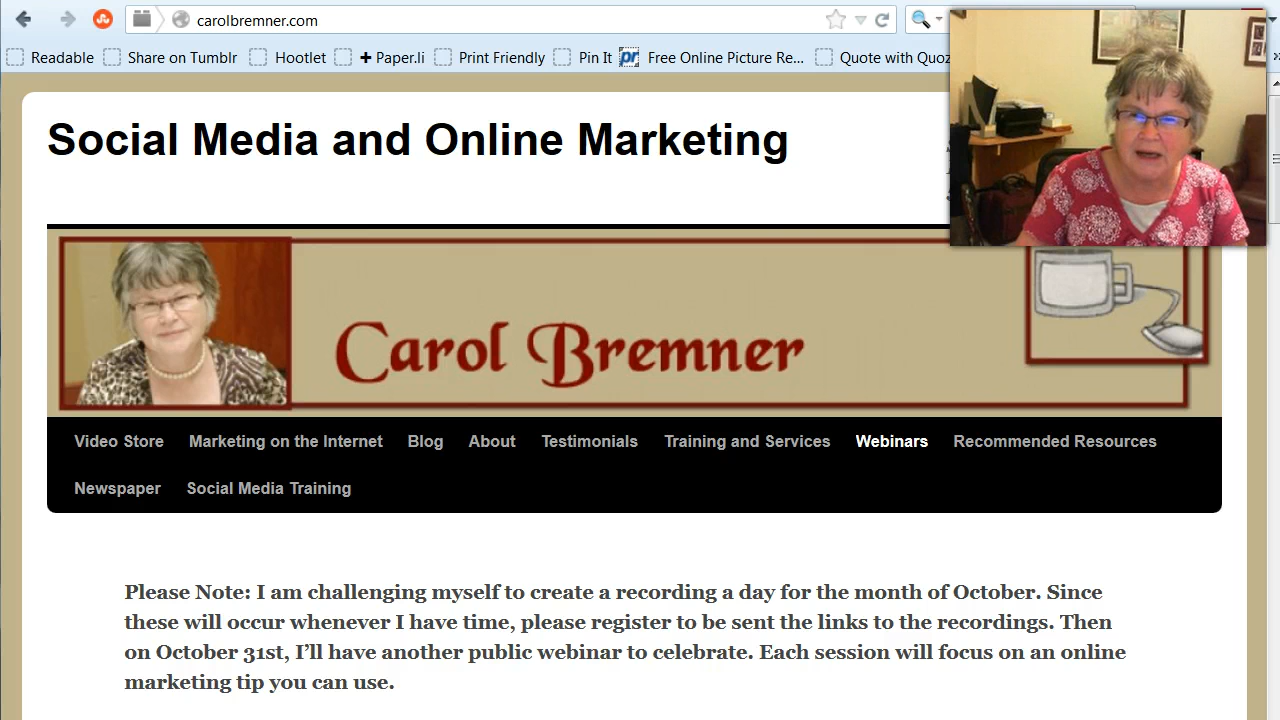 carolbremner.com
Readable Share on Tumblr Hootlet + Paper.li Print Friendly Pin It pr Free Online Picture Re... Quote with Quoz
Social Media and Online Marketing
Carol Bremner
Video Store Marketing on the Internet Blog About Testimonials Training and Services Webinars Recommended Resources
Newspaper Social Media Training
Please Note: I am challenging myself to create a recording a day for the month of October. Since
these will occur whenever I have time, please register to be sent the links to the recordings. Then
on October 31st, I’ll have another public webinar to celebrate. Each session will focus on an online
marketing tip you can use.